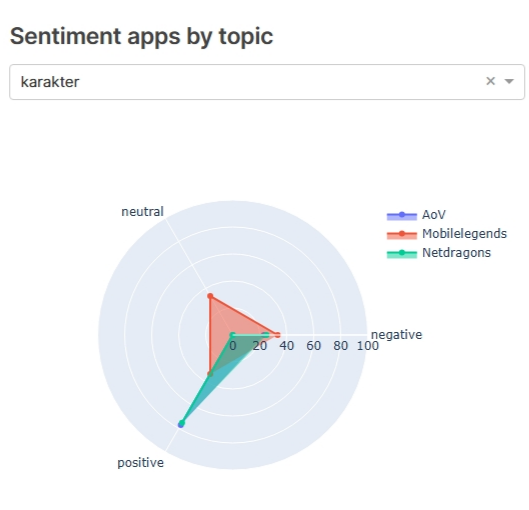 Sentiment apps by topic
karakter
neutral
AoV
Mobilelegends
Netdragons
negative
0 20 40 60 80 100
positive